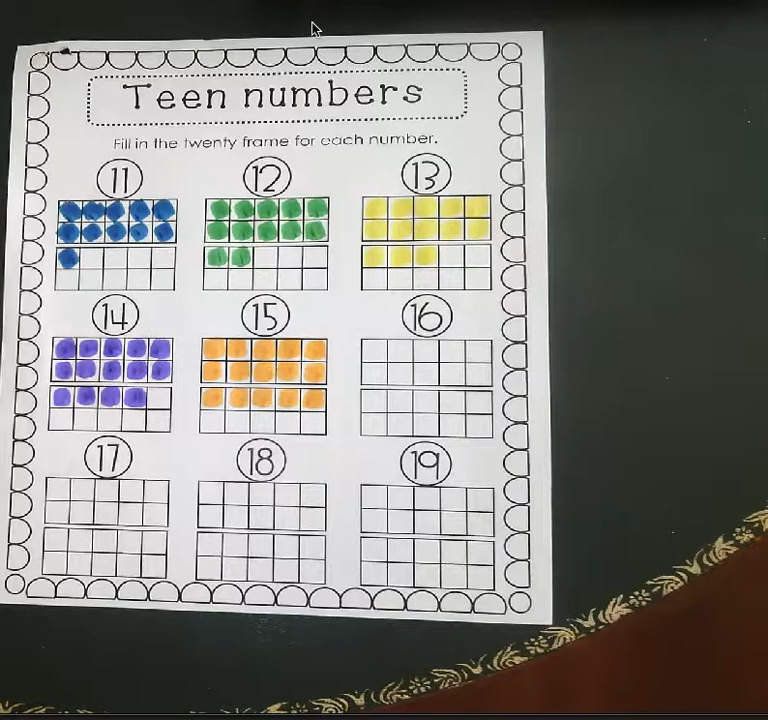 Teen numbers
Fill in the twenty frame for each number.
11 12 13
14 15 16
17 18 19